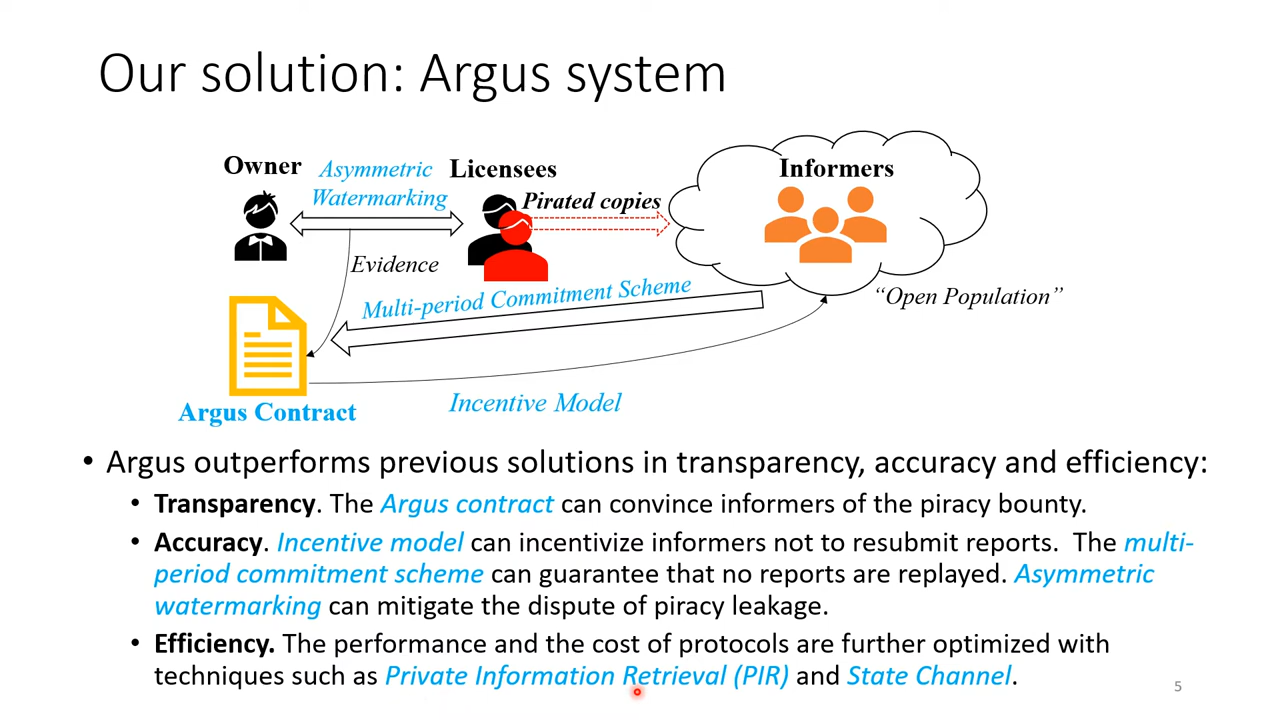 Our solution: Argus system
Owner
Asymmetric
Watermarking
Licensees
Pirated copies
Informers
Evidence
Multi-period Commitment Scheme
“Open Population”
Argus Contract
Incentive Model
• Argus outperforms previous solutions in transparency, accuracy and efficiency:
• Transparency. The Argus contract can convince informers of the piracy bounty.
• Accuracy. Incentive model can incentivize informers not to resubmit reports.  The multi-
period commitment scheme can guarantee that no reports are replayed. Asymmetric
watermarking can mitigate the dispute of piracy leakage.
• Efficiency. The performance and the cost of protocols are further optimized with
techniques such as Private Information Retrieval (PIR) and State Channel.
5